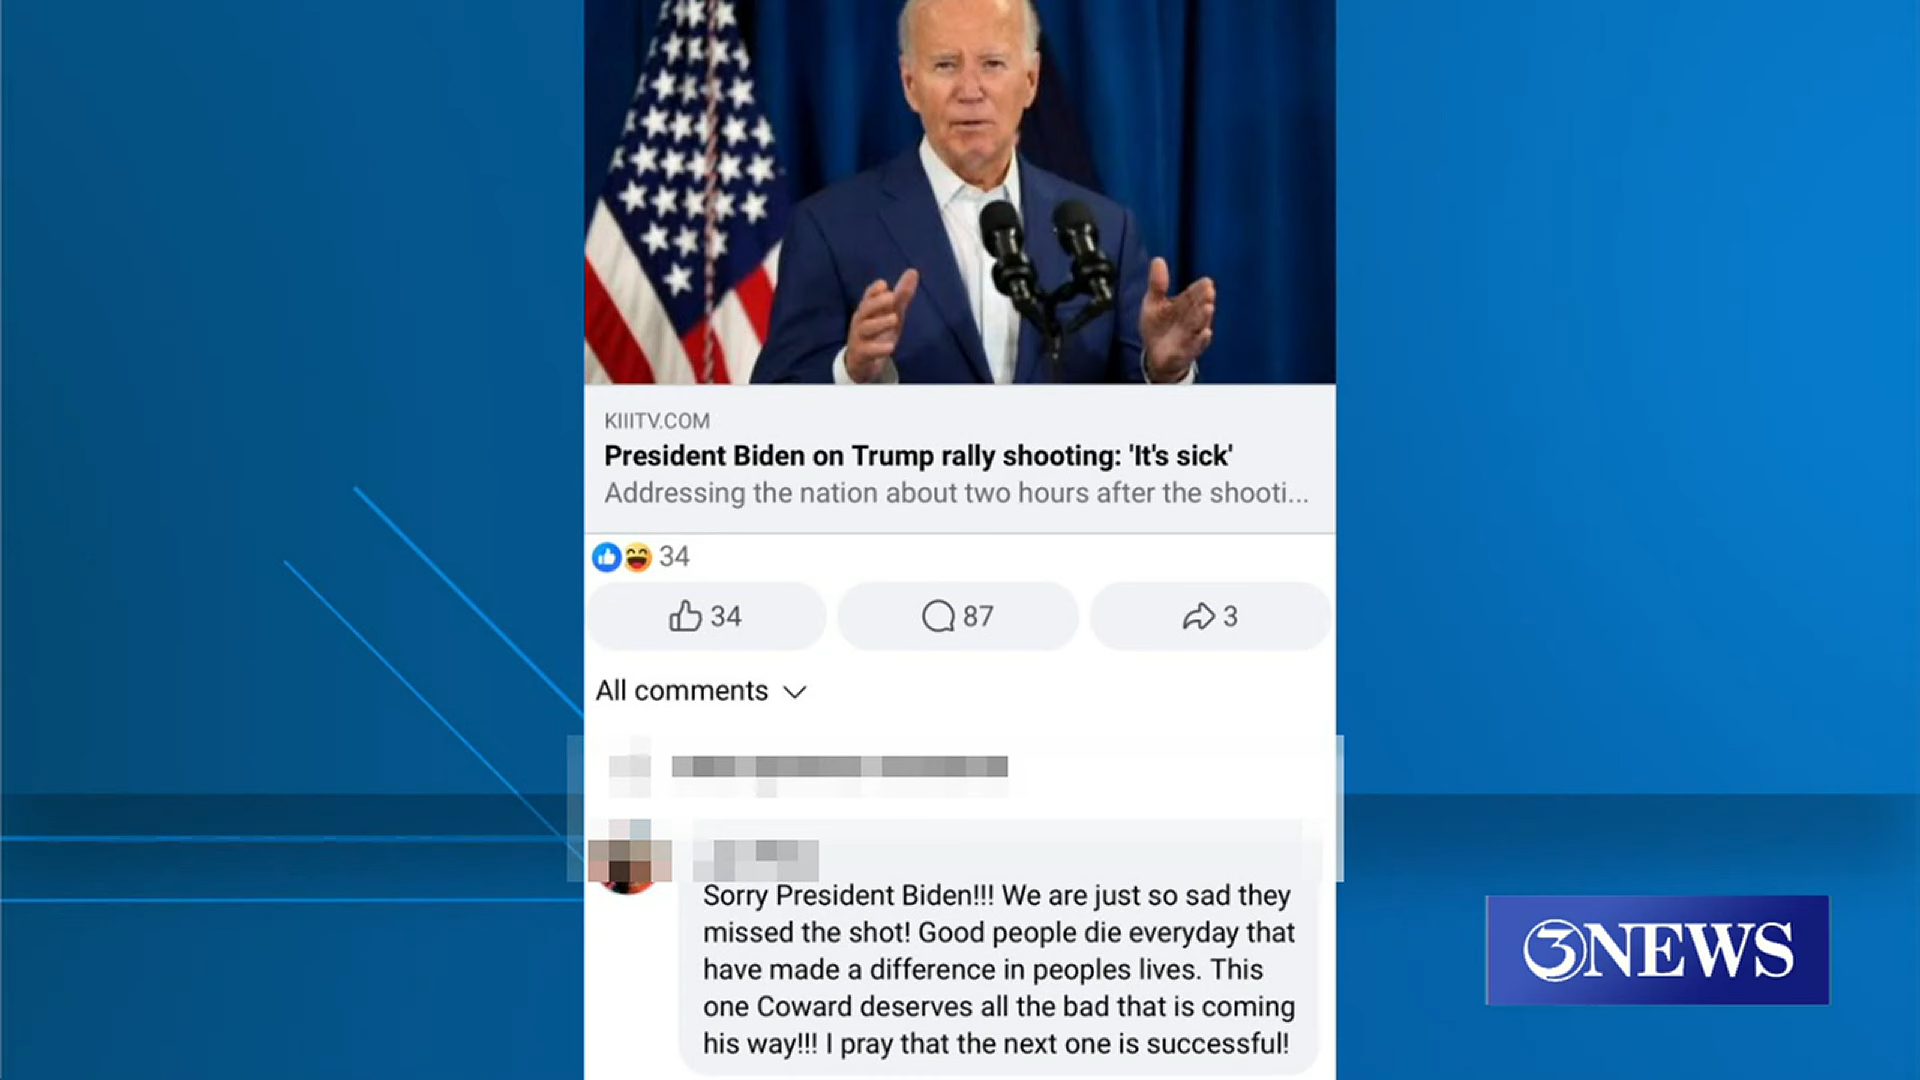 KIIITV.COM
President Biden on Trump rally shooting: 'It's sick'
Addressing the nation about two hours after the shooti...
34
34
87
3
All comments
Sorry President Biden!!! We are just so sad they
missed the shot! Good people die everyday that
have made a difference in peoples lives. This
one Coward deserves all the bad that is coming
his way!!! I pray that the next one is successful!
3NEWS